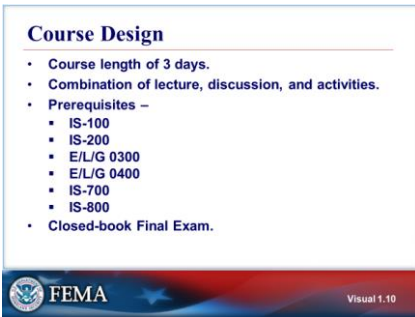 Course Design
• Course length of 3 days.
• Combination of lecture, discussion, and activities.
• Prerequisites –
▪ IS-100
▪ IS-200
▪ E/L/G 0300
▪ E/L/G 0400
▪ IS-700
▪ IS-800
• Closed-book Final Exam.
FEMA
Visual 1.10